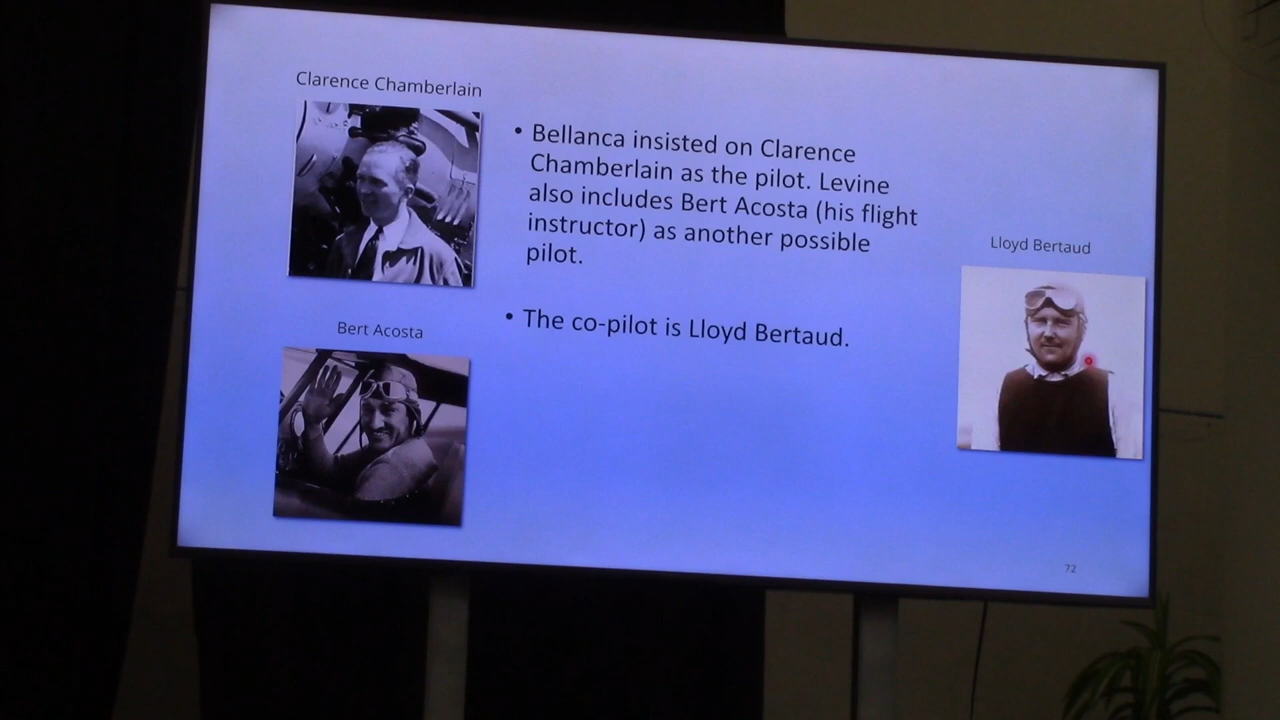 Clarence Chamberlain
• Bellanca insisted on Clarence
Chamberlain as the pilot. Levine
also includes Bert Acosta (his flight
instructor) as another possible
pilot.
Lloyd Bertaud
Bert Acosta
• The co-pilot is Lloyd Bertaud.
72